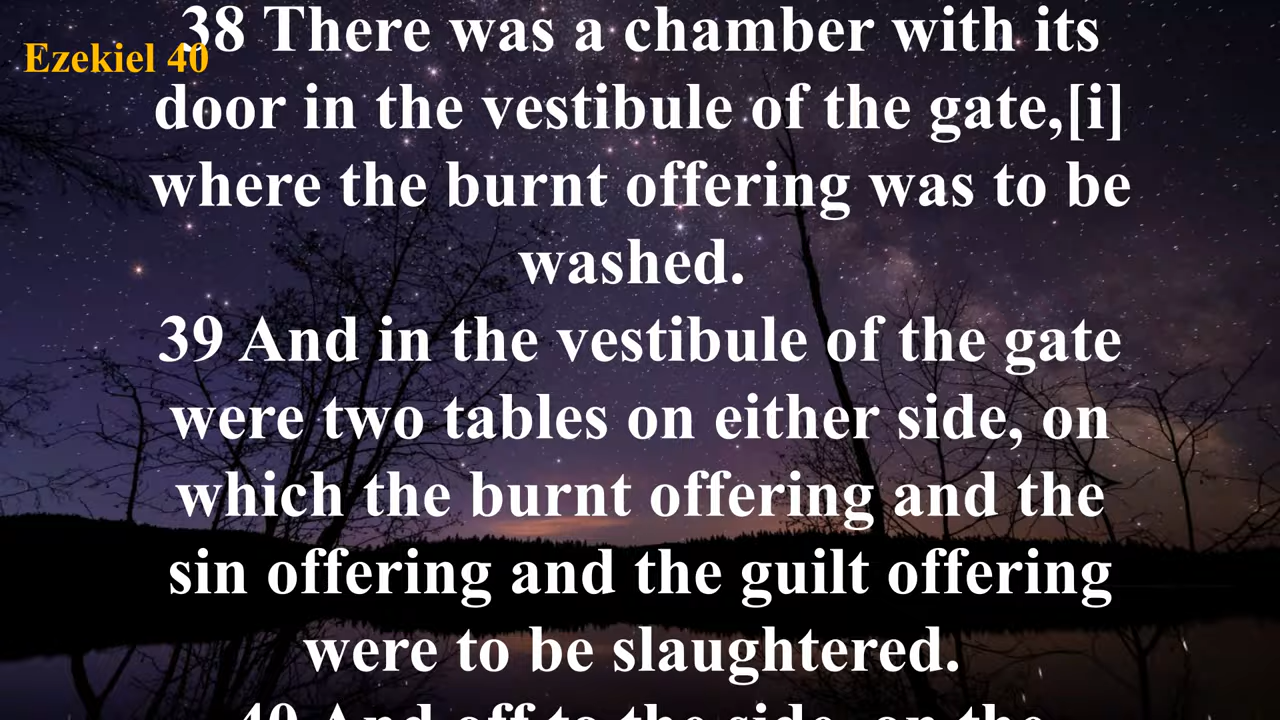 Ezekiel 40
38 There was a chamber with its
door in the vestibule of the gate,[i]
where the burnt offering was to be
washed.
39 And in the vestibule of the gate
were two tables on either side, on
which the burnt offering and the
sin offering and the guilt offering
were to be slaughtered.
40 And off to the side, on the